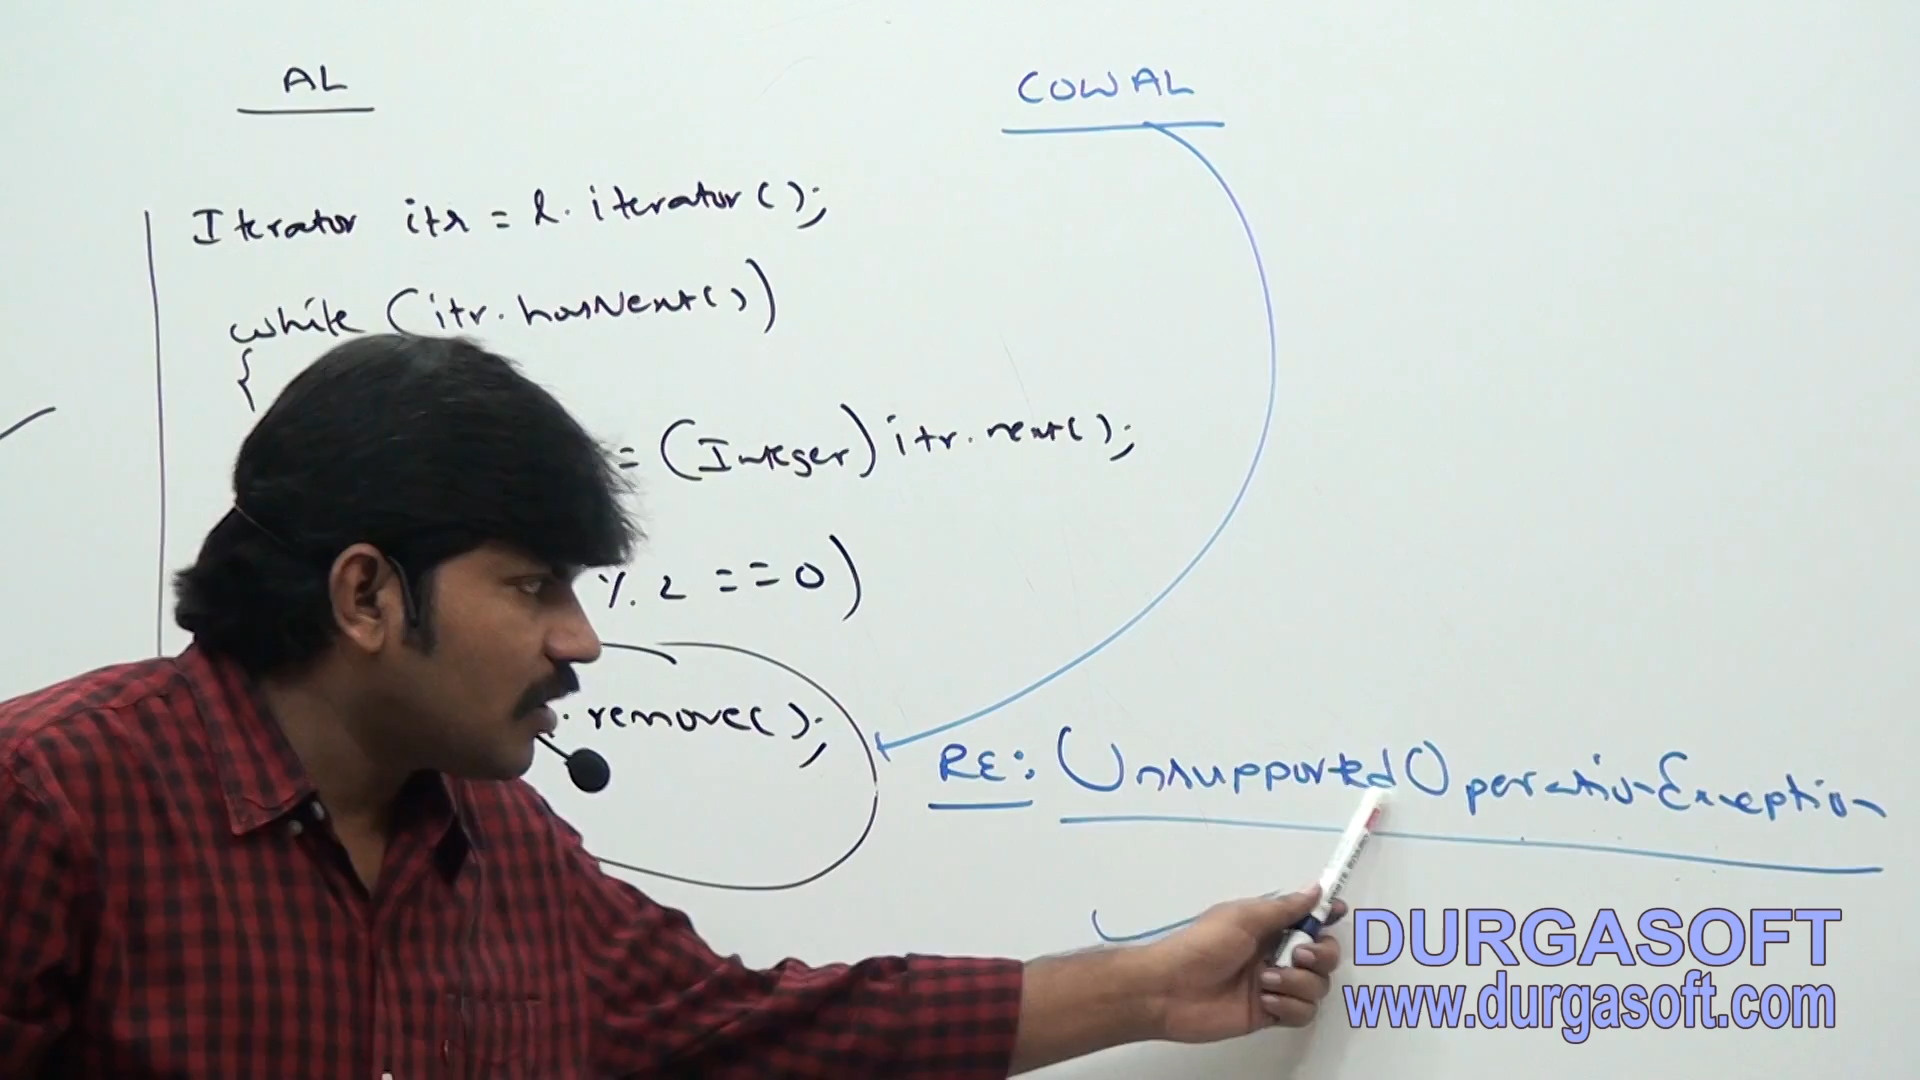 AL
COWAL
Iterator itr = l.iterator();
while (itr.hasNext())
{
= (Integer) itr.next();
% 2 == 0)
.remove();
RE: UnsupportedOperationException
DURGASOFT
www.durgasoft.com